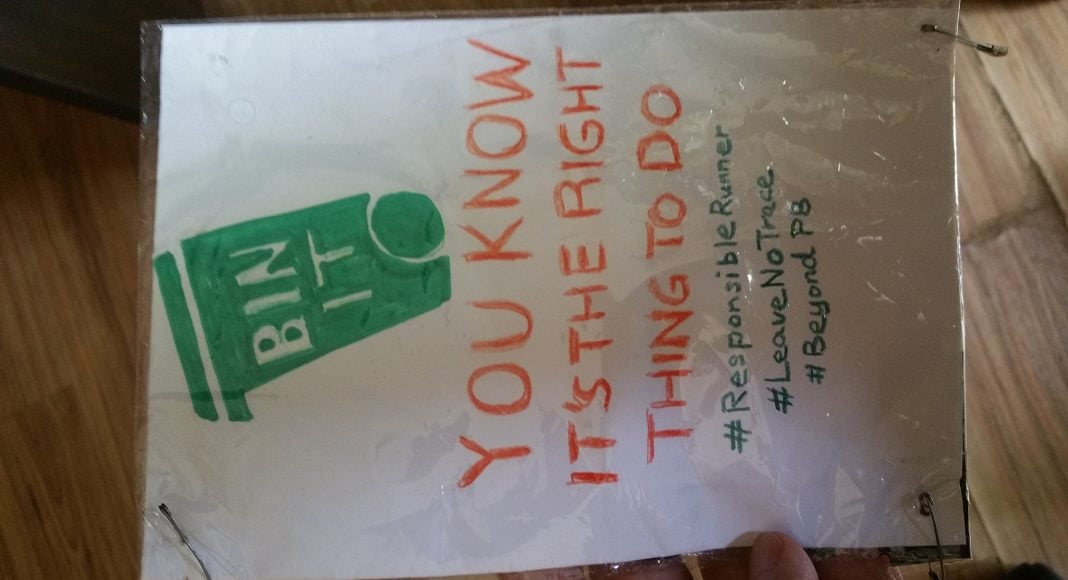 BIN
IT
YOU KNOW
IT'S THE RIGHT
THING TO DO
#ResponsibleRunner
#LeaveNoTrace
#Beyond PB